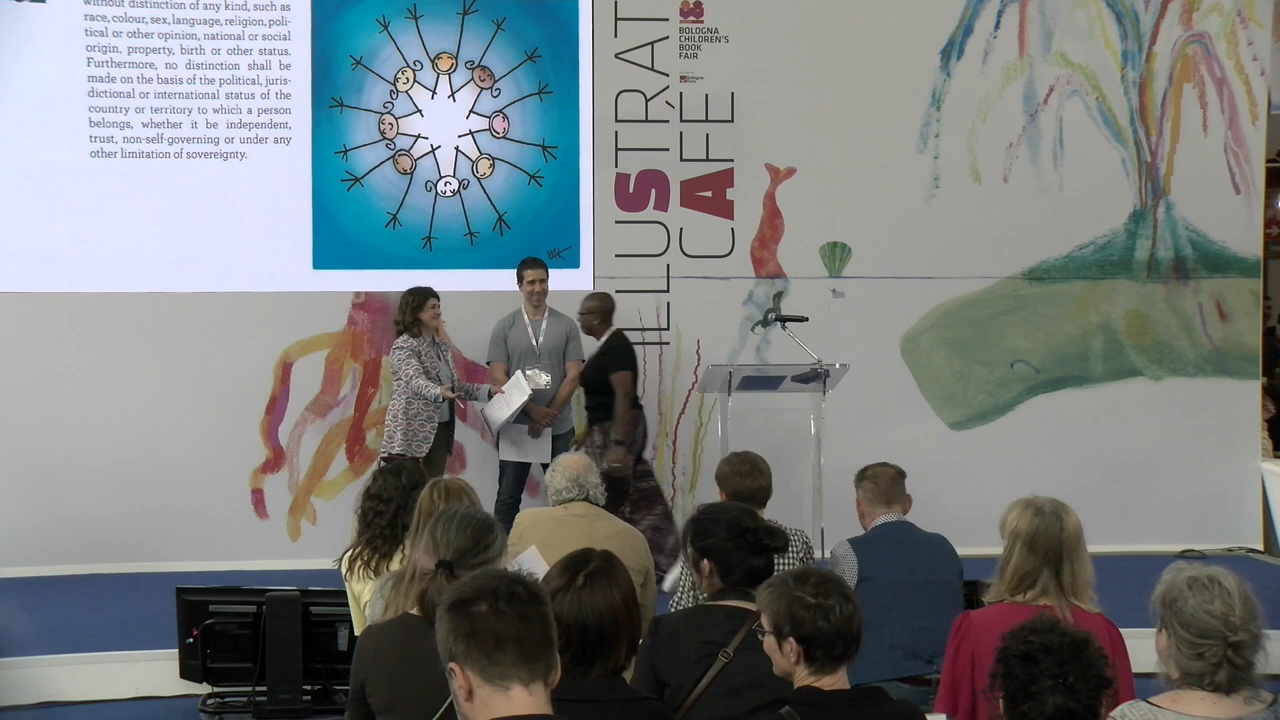 without distinction of any kind, such as
race, colour, sex, language, religion, poli-
tical or other opinion, national or social
origin, property, birth or other status.
Furthermore, no distinction shall be
made on the basis of the political, juris-
dictional or international status of the
country or territory to which a person
belongs, whether it be independent,
trust, non-self-governing or under any
other limitation of sovereignty.
YAK
BOLOGNA
CHILDREN'S
BOOK
FAIR
ILLUSTRAT
CAFÉ